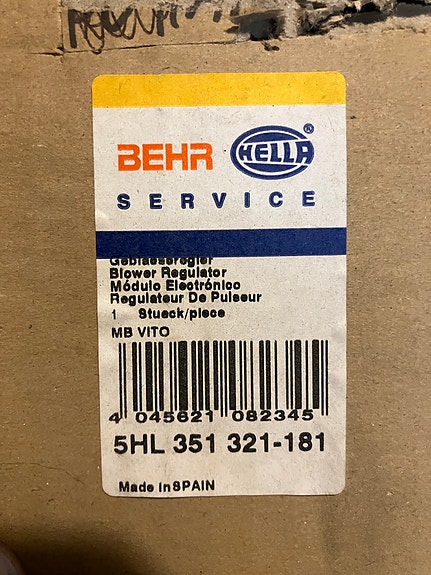 BEHR HELLA ®
SERVICE
Geblaeseregler
Blower Regulator
Módulo Electrónico
Regulateur De Pulseur
1 Stueck/piece
MB VITO
4 045621 082345
5HL 351 321-181
Made in SPAIN